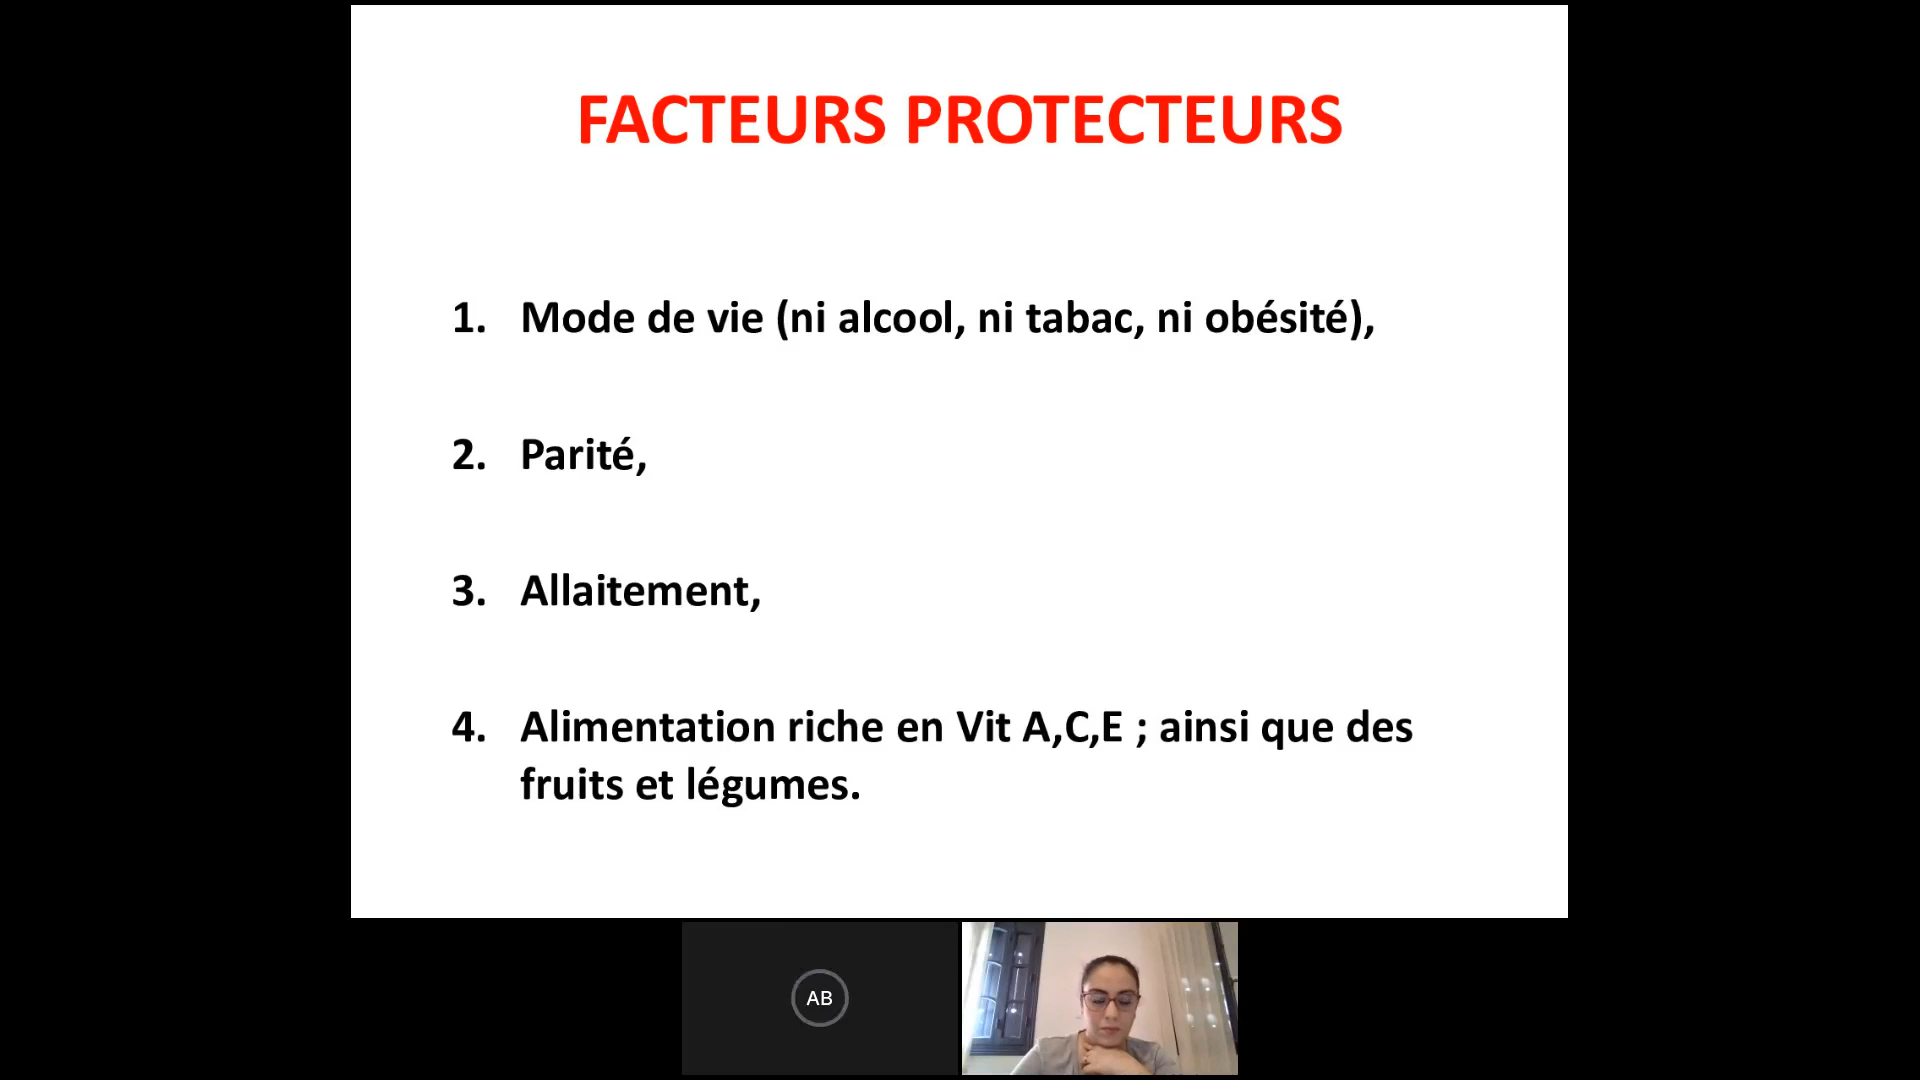 FACTEURS PROTECTEURS
1. Mode de vie (ni alcool, ni tabac, ni obésité),
2. Parité,
3. Allaitement,
4. Alimentation riche en Vit A,C,E ; ainsi que des
fruits et légumes.
AB